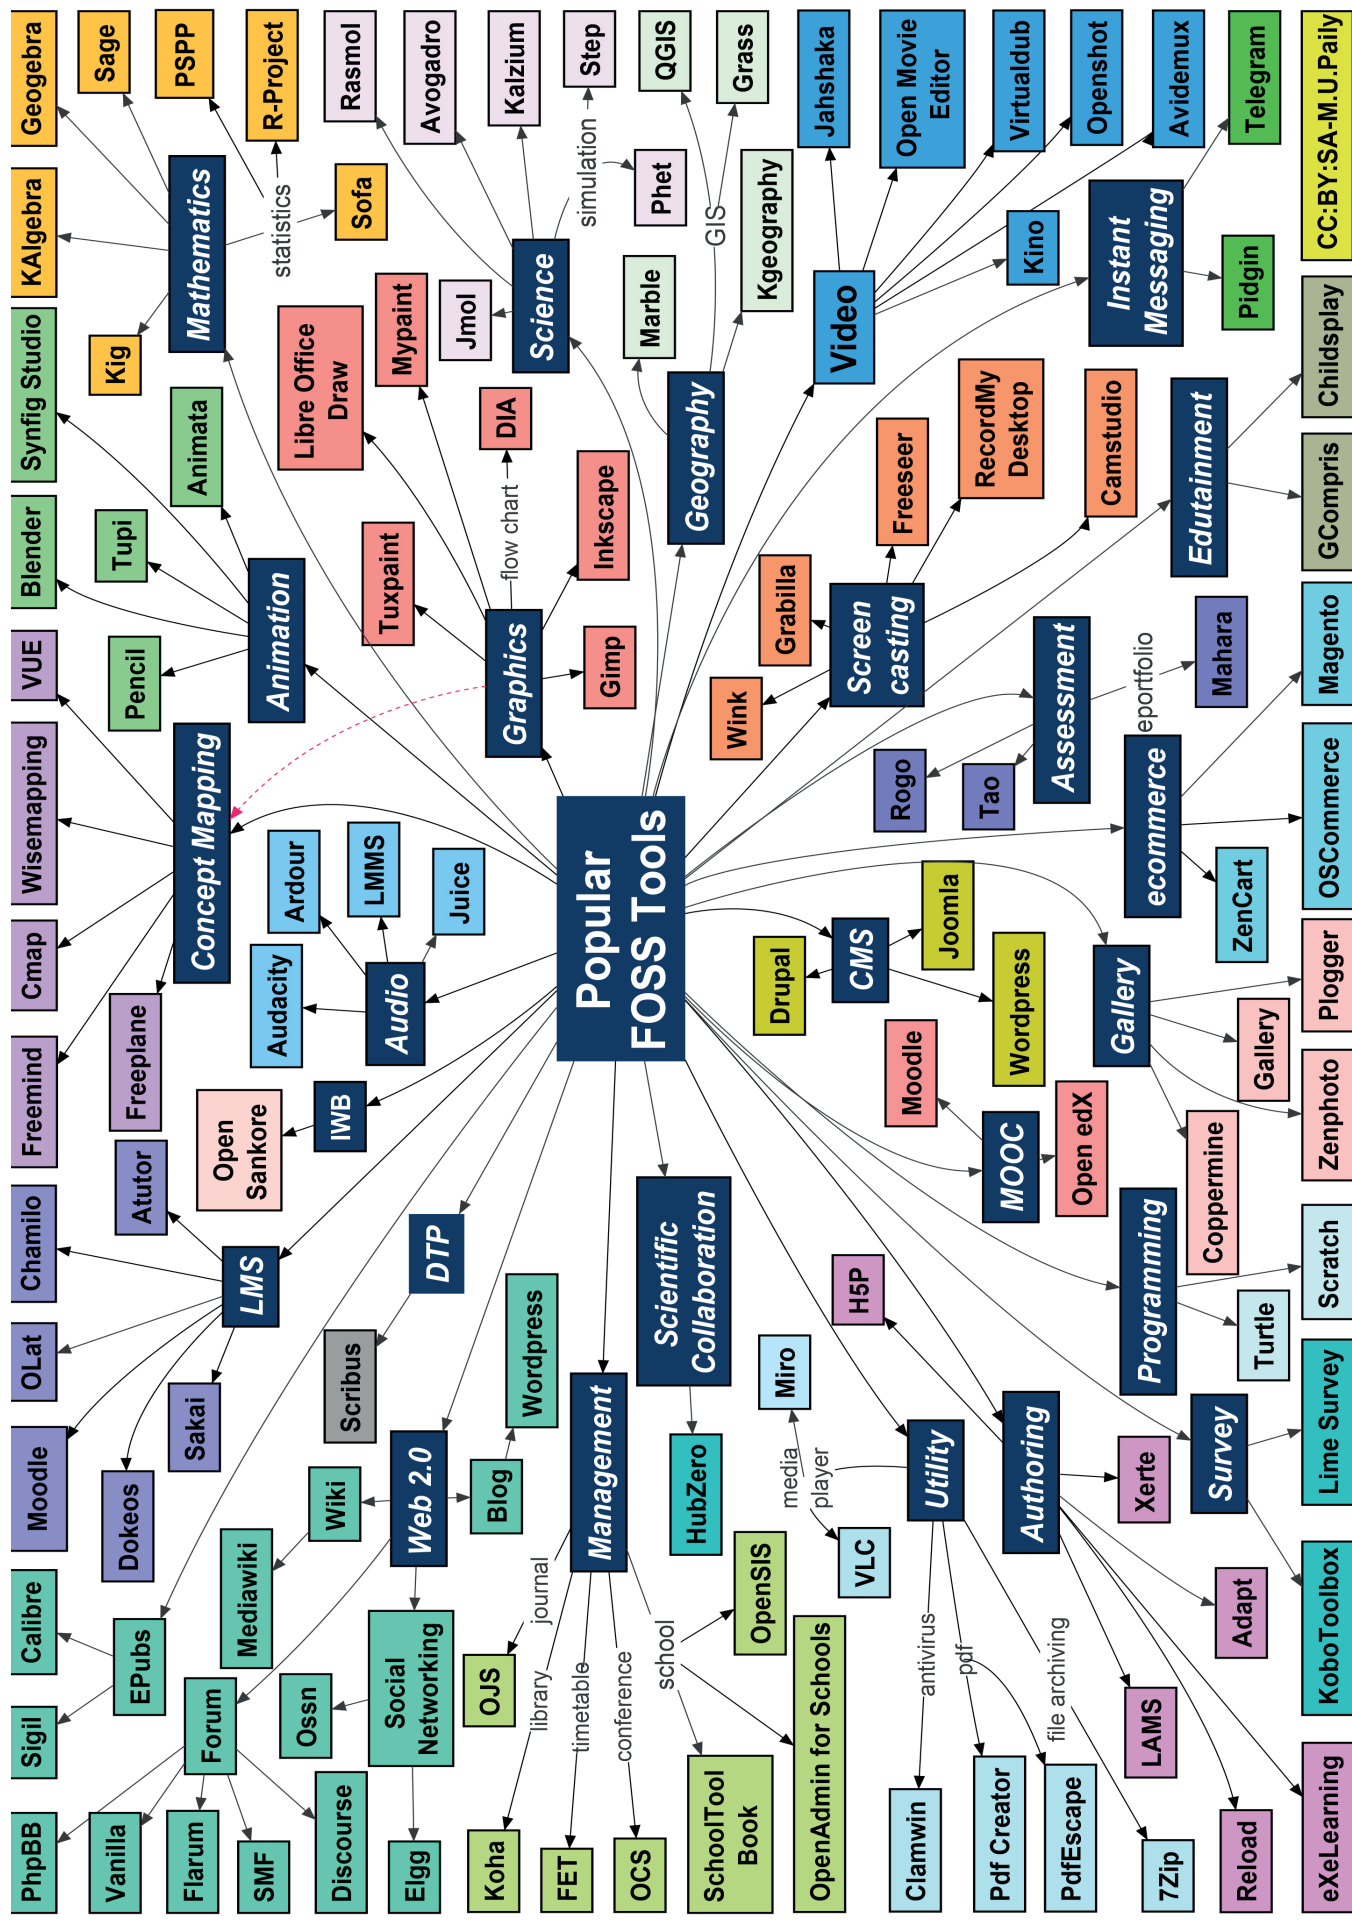 PhpBB
Sigil
Calibre
Moodle
OLat
Chamilo
Freemind
Cmap
Wisemapping
VUE
Blender
Synfig Studio
KAlgebra
Geogebra
Vanilla
EPubs
Dokeos
Atutor
Freeplane
Pencil
Tupi
Kig
Sage
Flarum
Forum
Sakai
Concept Mapping
Animata
Mathematics
PSPP
SMF
Mediawiki
LMS
Open
Sankore
Audacity
Ardour
Animation
statistics
R-Project
Discourse
Ossn
Wiki
Scribus
IWB
LMMS
Libre Office
Draw
Sofa
Rasmol
Elgg
Social
Networking
Web 2.0
DTP
Audio
Juice
Tuxpaint
Mypaint
Avogadro
Koha
OJS
Blog
Wordpress
Graphics
flow chart
DIA
Jmol
Kalzium
library
journal
FET
timetable
Management
Gimp
Inkscape
Science
simulation
Step
OCS
conference
Popular
FOSS Tools
Marble
Phet
QGIS
SchoolTool
Book
school
HubZero
Scientific
Collaboration
Geography
GIS
Grass
OpenAdmin for Schools
OpenSIS
Miro
Drupal
Wink
Grabilla
Kgeography
media
player
VLC
H5P
CMS
Screen
casting
Video
Jahshaka
Clamwin
antivirus
Utility
Moodle
Joomla
Rogo
Freeseer
Open Movie
Editor
Pdf Creator
pdf
Authoring
MOOC
Wordpress
Tao
RecordMy
Desktop
Kino
Virtualdub
PdfEscape
file archiving
Open edX
Assessment
Camstudio
Openshot
7Zip
LAMS
Xerte
Programming
Gallery
ecommerce
eportfolio
Instant
Messaging
Avidemux
Reload
Adapt
Survey
Coppermine
Mahara
Edutainment
Turtle
Gallery
ZenCart
Pidgin
Telegram
eXeLearning
KoboToolbox
Lime Survey
Scratch
Zenphoto
Plogger
OSCommerce
Magento
GCompris
Childsplay
CC:BY:SA-M.U.Paily